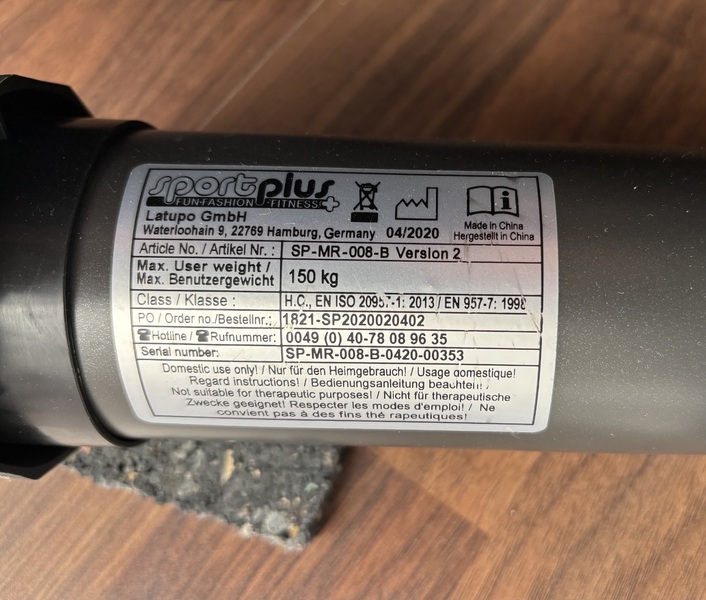 sportplus
FUN·FASHION·FITNESS
Latupo GmbH
Waterloohain 9, 22769 Hamburg, Germany 04/2020
Made in China
Hergestellt in China
Article No. / Artikel Nr. : SP-MR-008-B Version 2
Max. User weight /
Max. Benutzergewicht 150 kg
Class / Klasse : H.C., EN ISO 20957-1: 2013 / EN 957-7: 1998
PO / Order no./Bestellnr.: 1821-SP2020020402
Hotline / Rufnummer: 0049 (0) 40-78 08 96 35
Serial number: SP-MR-008-B-0420-00353
Domestic use only! / Nur für den Heimgebrauch! / Usage domestique!
Regard instructions! / Bedienungsanleitung beachten! /
Not suitable for therapeutic purposes! / Nicht für therapeutische
Zwecke geeignet! Respecter les modes d'emploi! / Ne
convient pas à des fins thé rapeutiques!